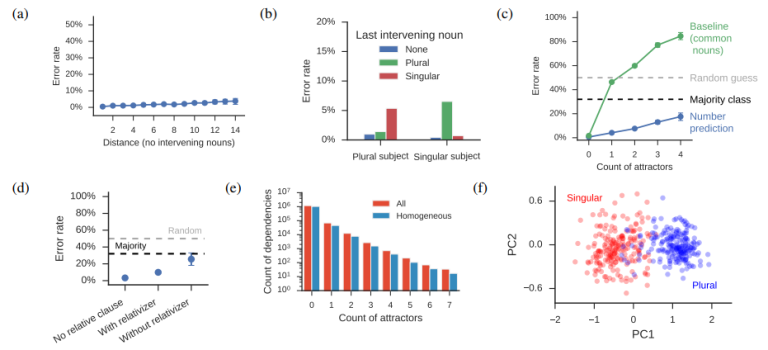 (a)
50%
40%
30%
20%
10%
0%
Error rate
2 4 6 8 10 12 14
Distance (no intervening nouns)
(b)
20%
15%
10%
5%
0%
Error rate
Last intervening noun
None
Plural
Singular
Plural subject Singular subject
(c)
100%
80%
60%
40%
20%
0%
Error rate
Baseline
(common
nouns)
Random guess
Majority class
Number
prediction
0 1 2 3 4
Count of attractors
(d)
100%
80%
60%
40%
20%
0%
Error rate
Random
Majority
No relative clause
With relativizer
Without relativizer
(e)
10⁷
10⁶
10⁵
10⁴
10³
10²
10¹
10⁰
Count of dependencies
All
Homogeneous
0 1 2 3 4 5 6 7
Count of attractors
(f)
0.6
0.0
−0.6
PC2
Singular
Plural
−2 −1 0 1 2
PC1